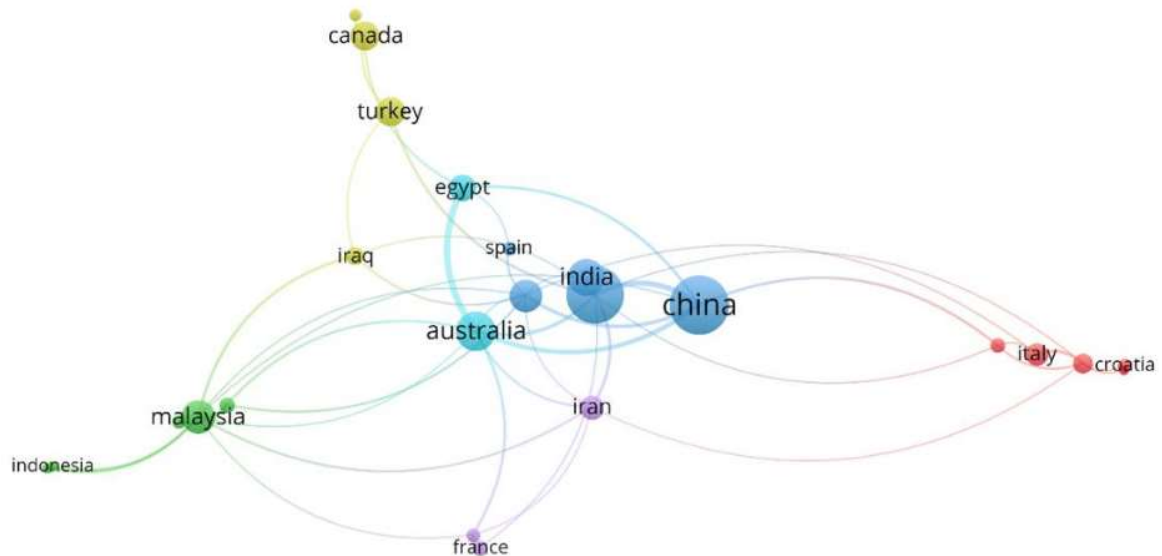 canada
turkey
egypt
iraq
spain
india
china
australia
italy
croatia
iran
malaysia
indonesia
france